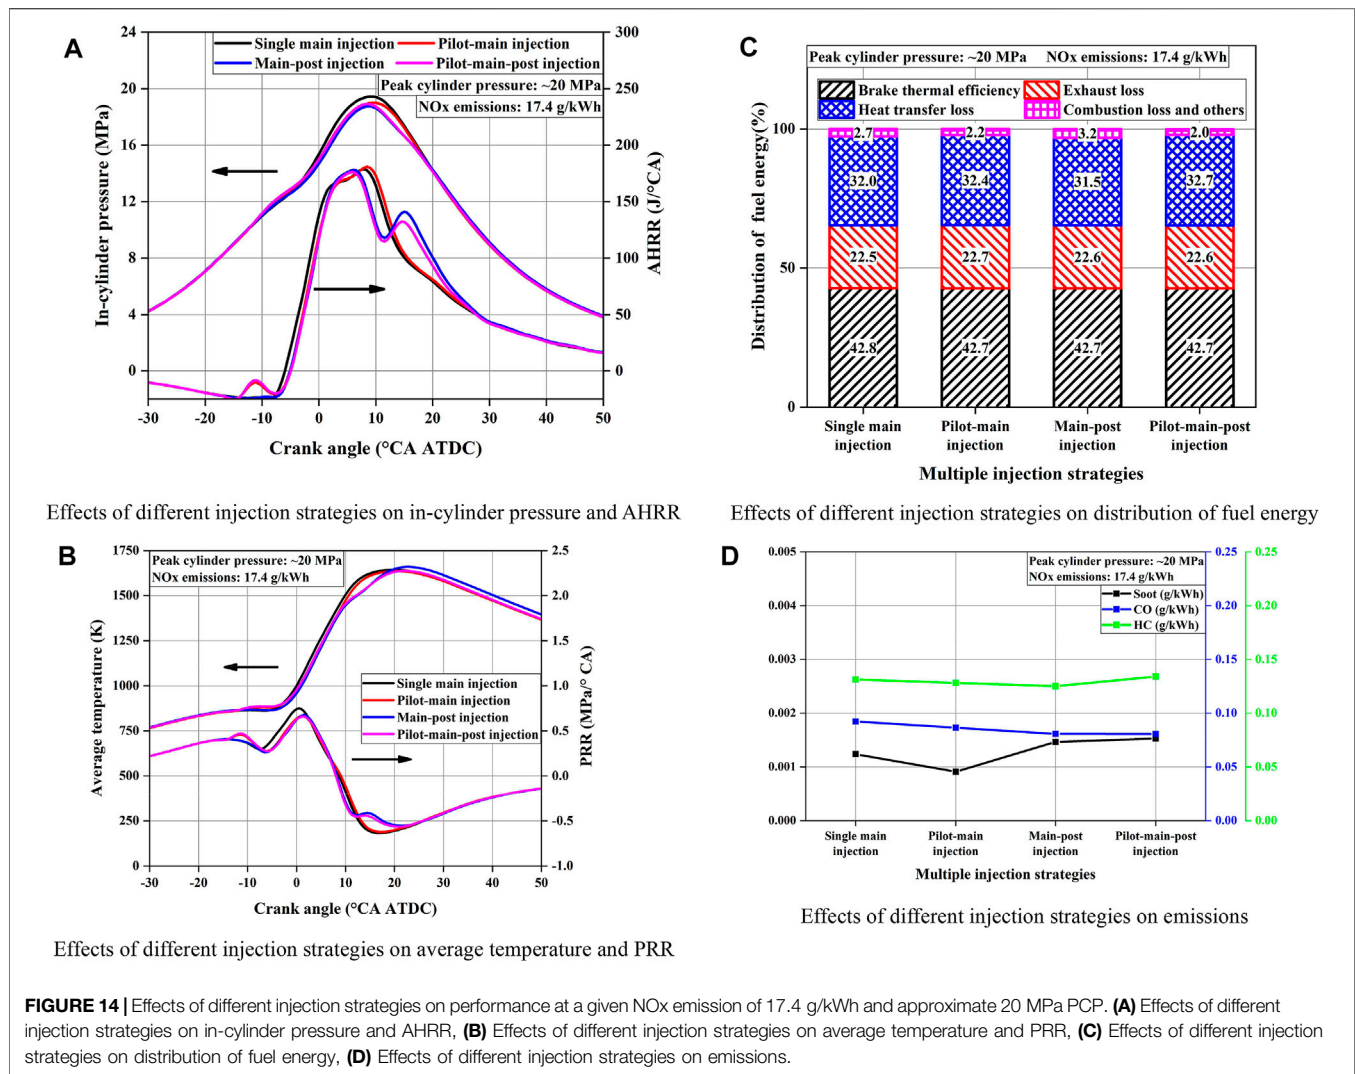 A
24
20
16
12
8
4
0
In-cylinder pressure (MPa)
Single main injection
Pilot-main injection
Main-post injection
Pilot-main-post injection
Peak cylinder pressure: ~20 MPa
NOx emissions: 17.4 g/kWh
300
250
200
150
100
50
0
AHRR (J/°CA)
-30 -20 -10 0 10 20 30 40 50
Crank angle (°CA ATDC)
Effects of different injection strategies on in-cylinder pressure and AHRR
C
Peak cylinder pressure: ~20 MPa NOx emissions: 17.4 g/kWh
Brake thermal efficiency
Exhaust loss
Heat transfer loss
Combustion loss and others
Distribution of fuel energy(%)
100
50
0
2.7 2.2 3.2 2.0
32.0 32.4 31.5 32.7
22.5 22.7 22.6 22.6
42.8 42.7 42.7 42.7
Single main Pilot-main Main-post Pilot-main-post
injection injection injection injection
Multiple injection strategies
Effects of different injection strategies on distribution of fuel energy
B
1750
1500
1250
1000
750
500
250
0
Average temperature (K)
Peak cylinder pressure: ~20 MPa
NOx emissions: 17.4 g/kWh
Single main injection
Pilot-main injection
Main-post injection
Pilot-main-post injection
2.5
2.0
1.5
1.0
0.5
0.0
-0.5
-1.0
PRR (MPa/° CA)
-30 -20 -10 0 10 20 30 40 50
Crank angle (°CA ATDC)
Effects of different injection strategies on average temperature and PRR
D
0.005
0.004
0.003
0.002
0.001
0.000
Peak cylinder pressure: ~20 MPa
NOx emissions: 17.4 g/kWh
Soot (g/kWh)
CO (g/kWh)
HC (g/kWh)
0.25
0.20
0.15
0.10
0.05
0.00
0.25
0.20
0.15
0.10
0.05
0.00
Single main Pilot-main Main-post Pilot-main-post
injection injection injection injection
Multiple injection strategies
Effects of different injection strategies on emissions
FIGURE 14 | Effects of different injection strategies on performance at a given NOx emission of 17.4 g/kWh and approximate 20 MPa PCP. (A) Effects of different
injection strategies on in-cylinder pressure and AHRR, (B) Effects of different injection strategies on average temperature and PRR, (C) Effects of different injection
strategies on distribution of fuel energy, (D) Effects of different injection strategies on emissions.